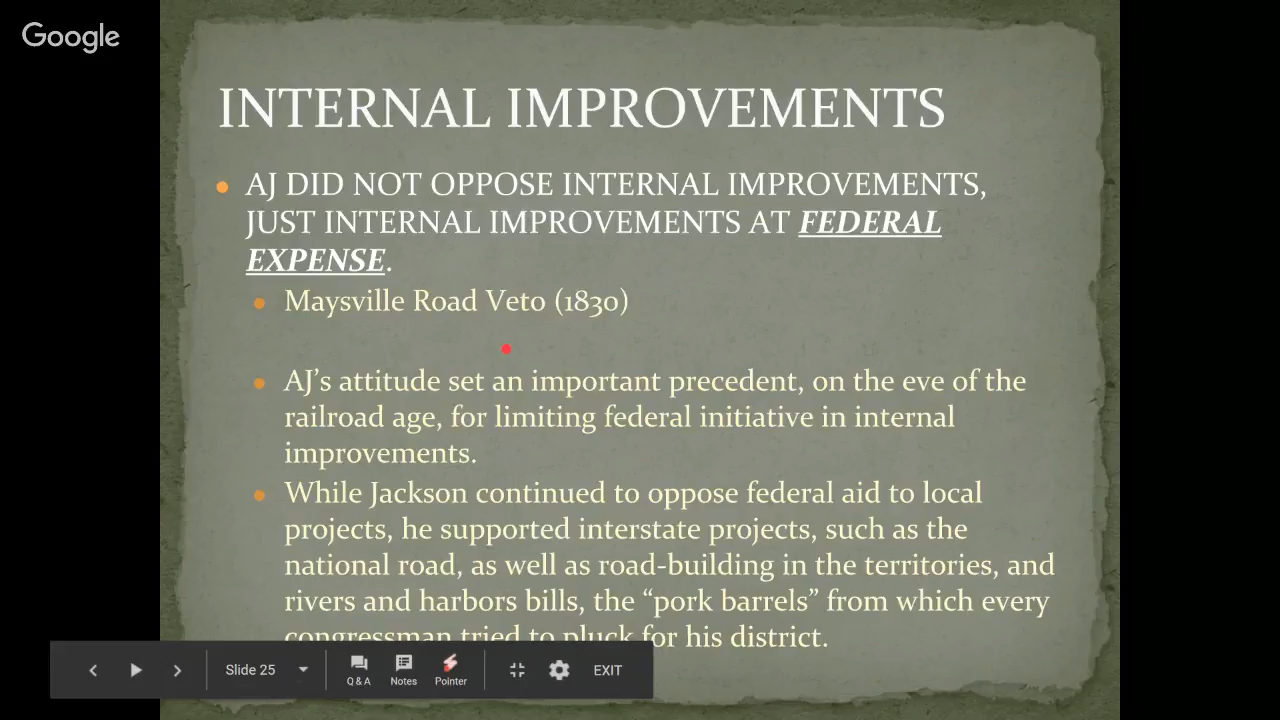 Google
INTERNAL IMPROVEMENTS
AJ DID NOT OPPOSE INTERNAL IMPROVEMENTS,
JUST INTERNAL IMPROVEMENTS AT FEDERAL
EXPENSE.
Maysville Road Veto (1830)
AJ’s attitude set an important precedent, on the eve of the
railroad age, for limiting federal initiative in internal
improvements.
While Jackson continued to oppose federal aid to local
projects, he supported interstate projects, such as the
national road, as well as road-building in the territories, and
rivers and harbors bills, the “pork barrels” from which every
congressman tried to pluck for his district.
Slide 25
Q & A
Notes
Pointer
EXIT